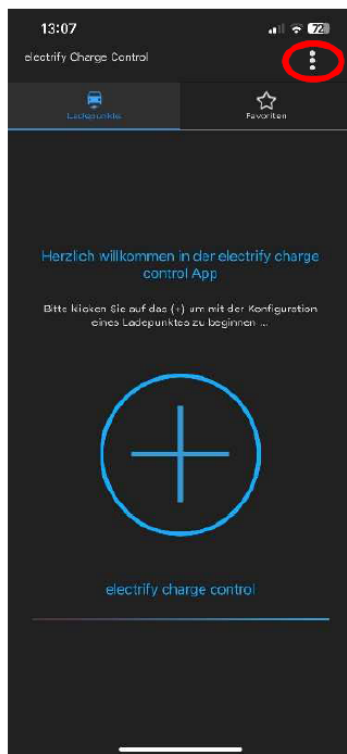 13:07
72
electrify Charge Control
Ladepunkte
Favoriten
Herzlich willkommen in der electrify charge
control App
Bitte klicken Sie auf das (+) um mit der Konfiguration
eines Ladepunktes zu beginnen ...
electrify charge control